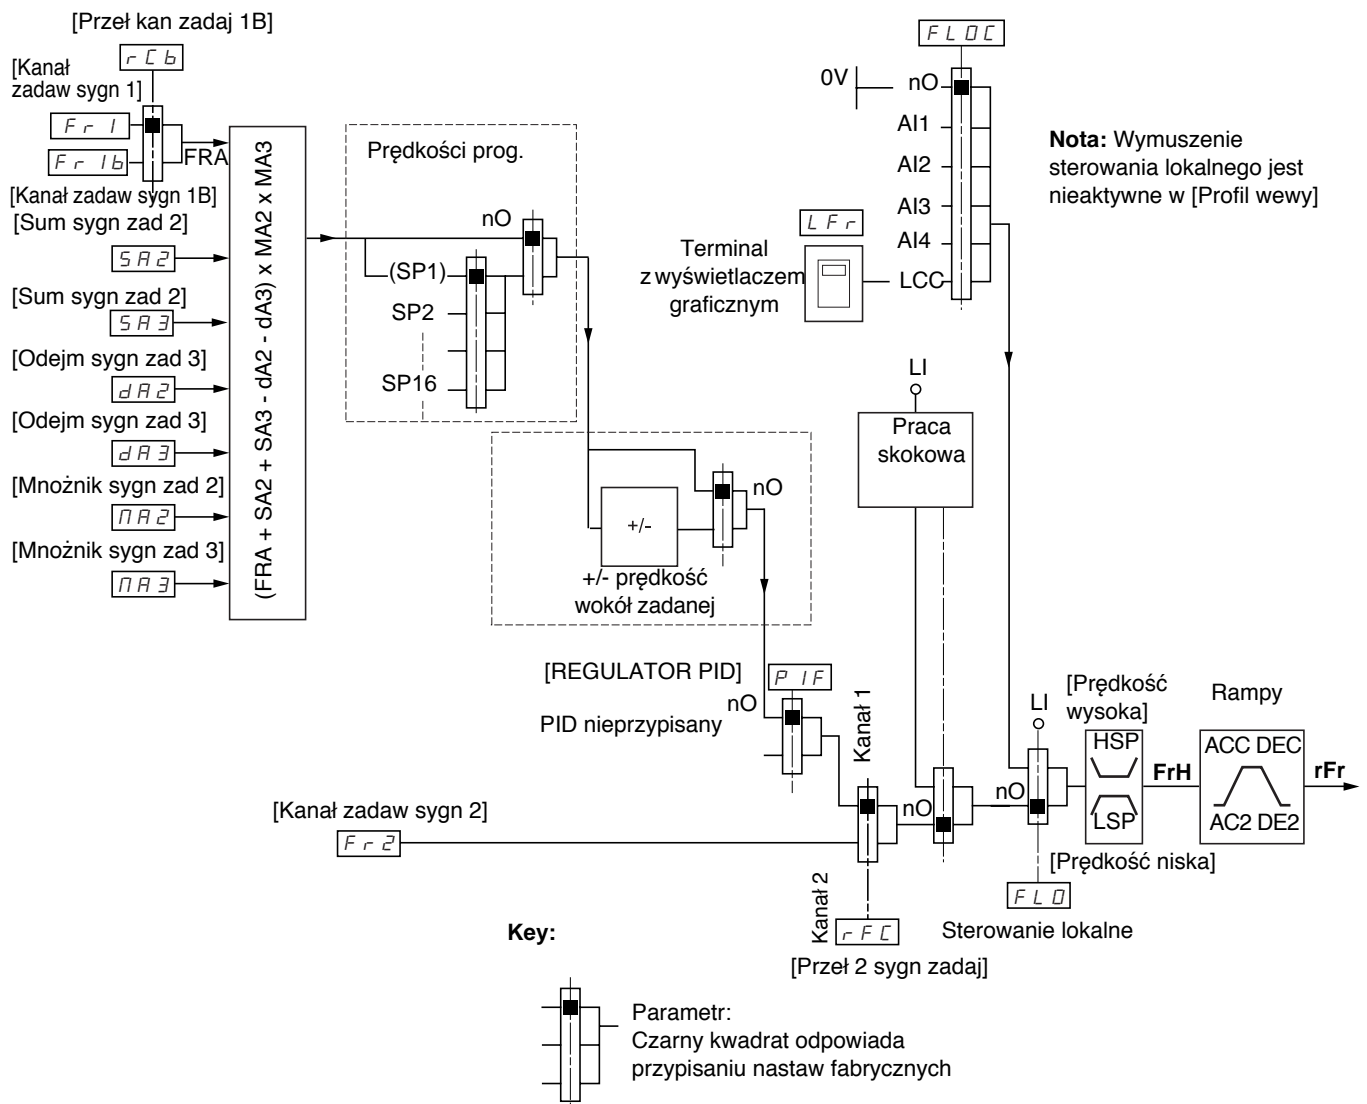 [Przeł kan zadaj 1B]
rCb
[Kanał
zadaw sygn 1]
Fr1
Fr1b
FRA
[Kanał zadaw sygn 1B]
[Sum sygn zad 2]
SA2
[Sum sygn zad 2]
SA3
[Odejm sygn zad 3]
dA2
[Odejm sygn zad 3]
dA3
[Mnożnik sygn zad 2]
MA2
[Mnożnik sygn zad 3]
MA3
(FRA + SA2 + SA3 - dA2 - dA3) x MA2 x MA3
Prędkości prog.
nO
(SP1)
SP2
SP16
+/-
nO
+/- prędkość
wokół zadanej
FLOC
0V
nO
AI1
AI2
AI3
AI4
LCC
LFr
Terminal
z wyświetlaczem
graficznym
Nota: Wymuszenie
sterowania lokalnego jest
nieaktywne w [Profil wewy]
LI
Praca
skokowa
[REGULATOR PID]
PIF
nO
PID nieprzypisany
Kanał 1
[Kanał zadaw sygn 2]
Fr2
Kanał 2
rFC
[Przeł 2 sygn zadaj]
nO
nO
LI
FLO
Sterowanie lokalne
[Prędkość
wysoka]
HSP
LSP
[Prędkość niska]
FrH
Rampy
ACC DEC
AC2 DE2
rFr
Key:
Parametr:
Czarny kwadrat odpowiada
przypisaniu nastaw fabrycznych